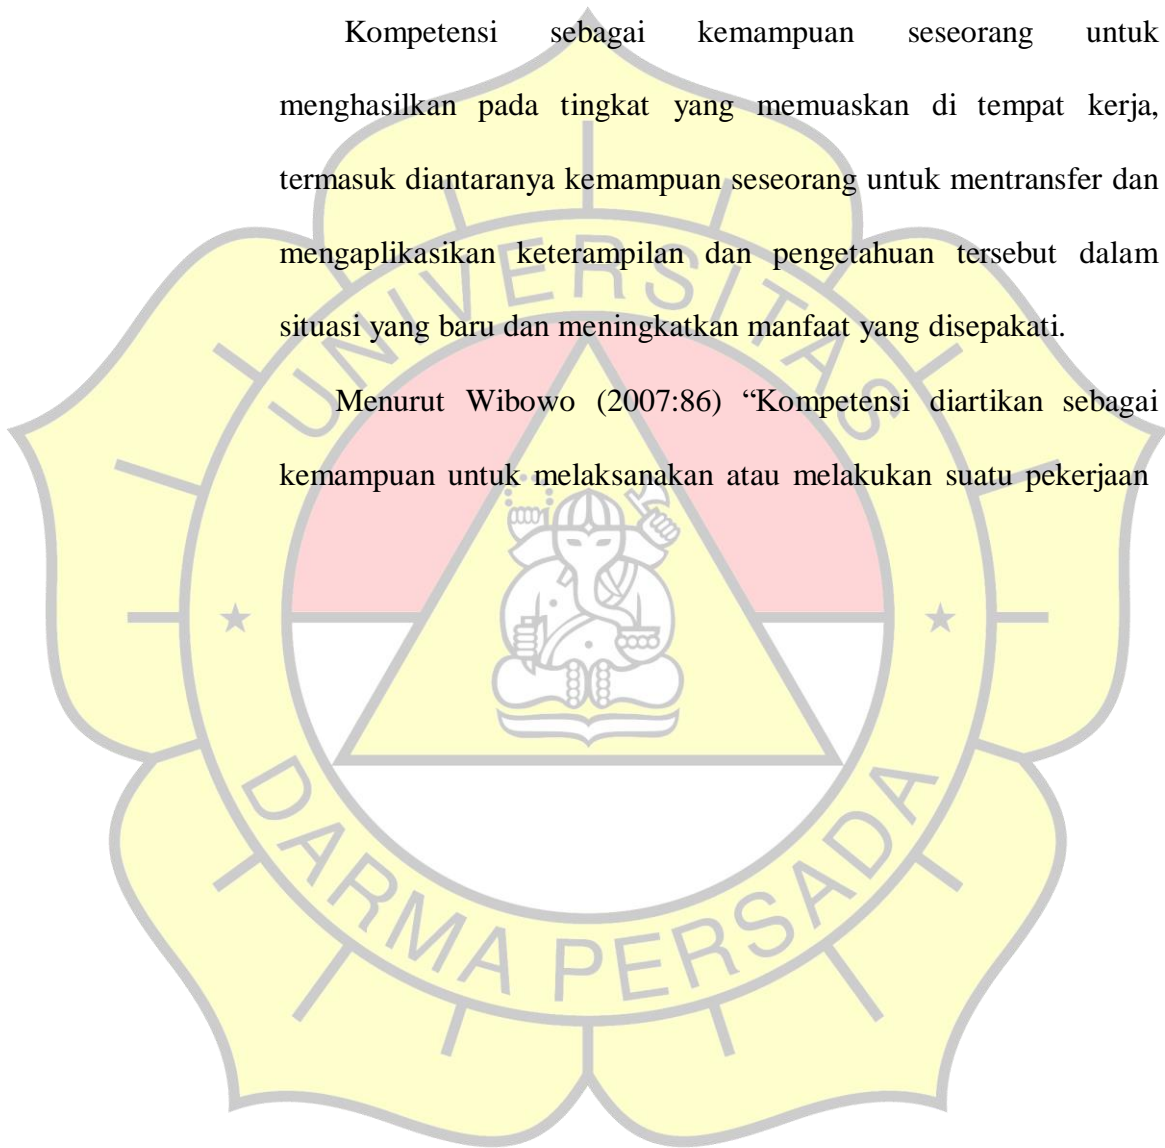 Kompetensi sebagai kemampuan seseorang untuk
menghasilkan pada tingkat yang memuaskan di tempat kerja,
termasuk diantaranya kemampuan seseorang untuk mentransfer dan
mengaplikasikan keterampilan dan pengetahuan tersebut dalam
situasi yang baru dan meningkatkan manfaat yang disepakati.
Menurut Wibowo (2007:86) “Kompetensi diartikan sebagai
kemampuan untuk melaksanakan atau melakukan suatu pekerjaan
UNIVERSITAS
DARMA PERSADA